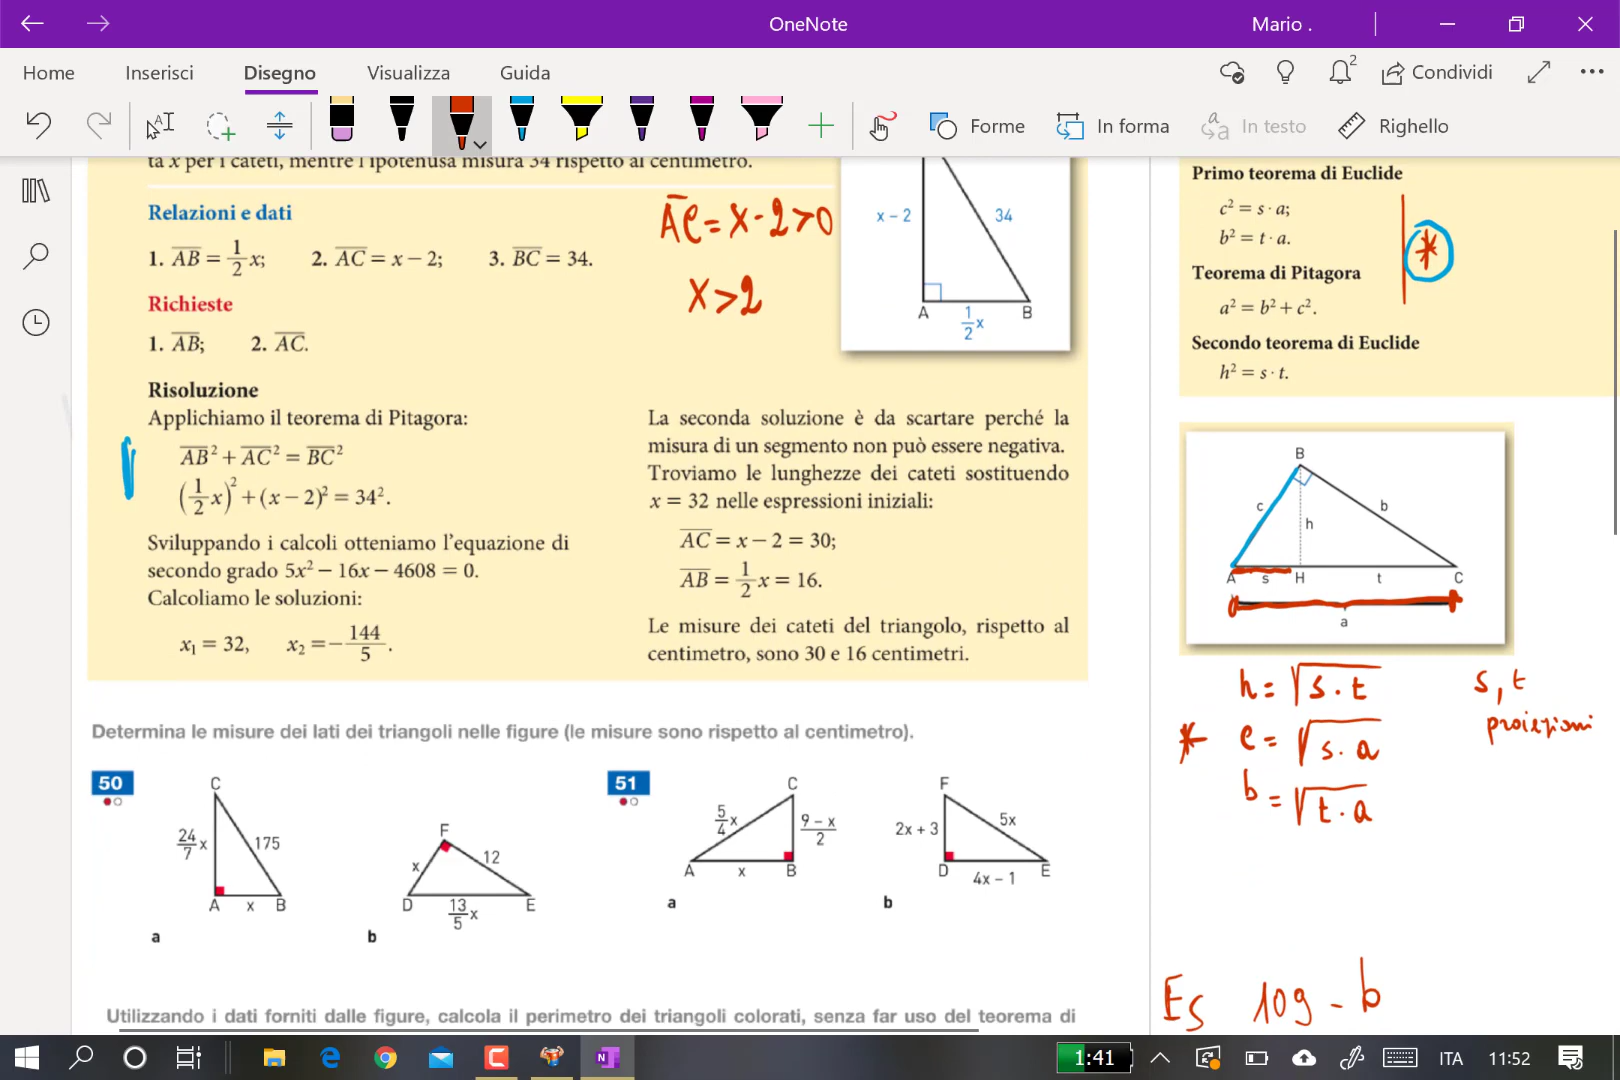 OneNote
Mario .
Home Inserisci Disegno Visualizza Guida
2
Condividi
Forme In forma In testo Righello
ta x per i cateti, mentre l'ipotenusa misura 34 rispetto al centimetro.
Relazioni e dati
1. AB = 1/2 x; 2. AC = x − 2; 3. BC = 34.
Richieste
1. AB; 2. AC.
AC = x - 2 > 0
x > 2
x − 2
34
A
1/2 x
B
Risoluzione
Applichiamo il teorema di Pitagora:
AB² + AC² = BC²
(1/2 x)² + (x − 2)² = 34².
Sviluppando i calcoli otteniamo l'equazione di
secondo grado 5x² − 16x − 4608 = 0.
Calcoliamo le soluzioni:
x₁ = 32, x₂ = − 144/5.
La seconda soluzione è da scartare perché la
misura di un segmento non può essere negativa.
Troviamo le lunghezze dei cateti sostituendo
x = 32 nelle espressioni iniziali:
AC = x − 2 = 30;
AB = 1/2 x = 16.
Le misure dei cateti del triangolo, rispetto al
centimetro, sono 30 e 16 centimetri.
Determina le misure dei lati dei triangoli nelle figure (le misure sono rispetto al centimetro).
50
C
24/7 x
175
A x B
a
F
x
12
D 13/5 x E
b
51
C
5/4 x
9 − x/2
A x B
a
F
2x + 3
5x
D 4x − 1 E
b
Utilizzando i dati forniti dalle figure, calcola il perimetro dei triangoli colorati, senza far uso del teorema di
Primo teorema di Euclide
c² = s · a;
b² = t · a.
*
Teorema di Pitagora
a² = b² + c².
Secondo teorema di Euclide
h² = s · t.
B
c
b
h
A s H t C
a
h = √s · t
s, t
proiezioni
* c = √s · a
b = √t · a
Es 109 - b
1:41
ITA
11:52